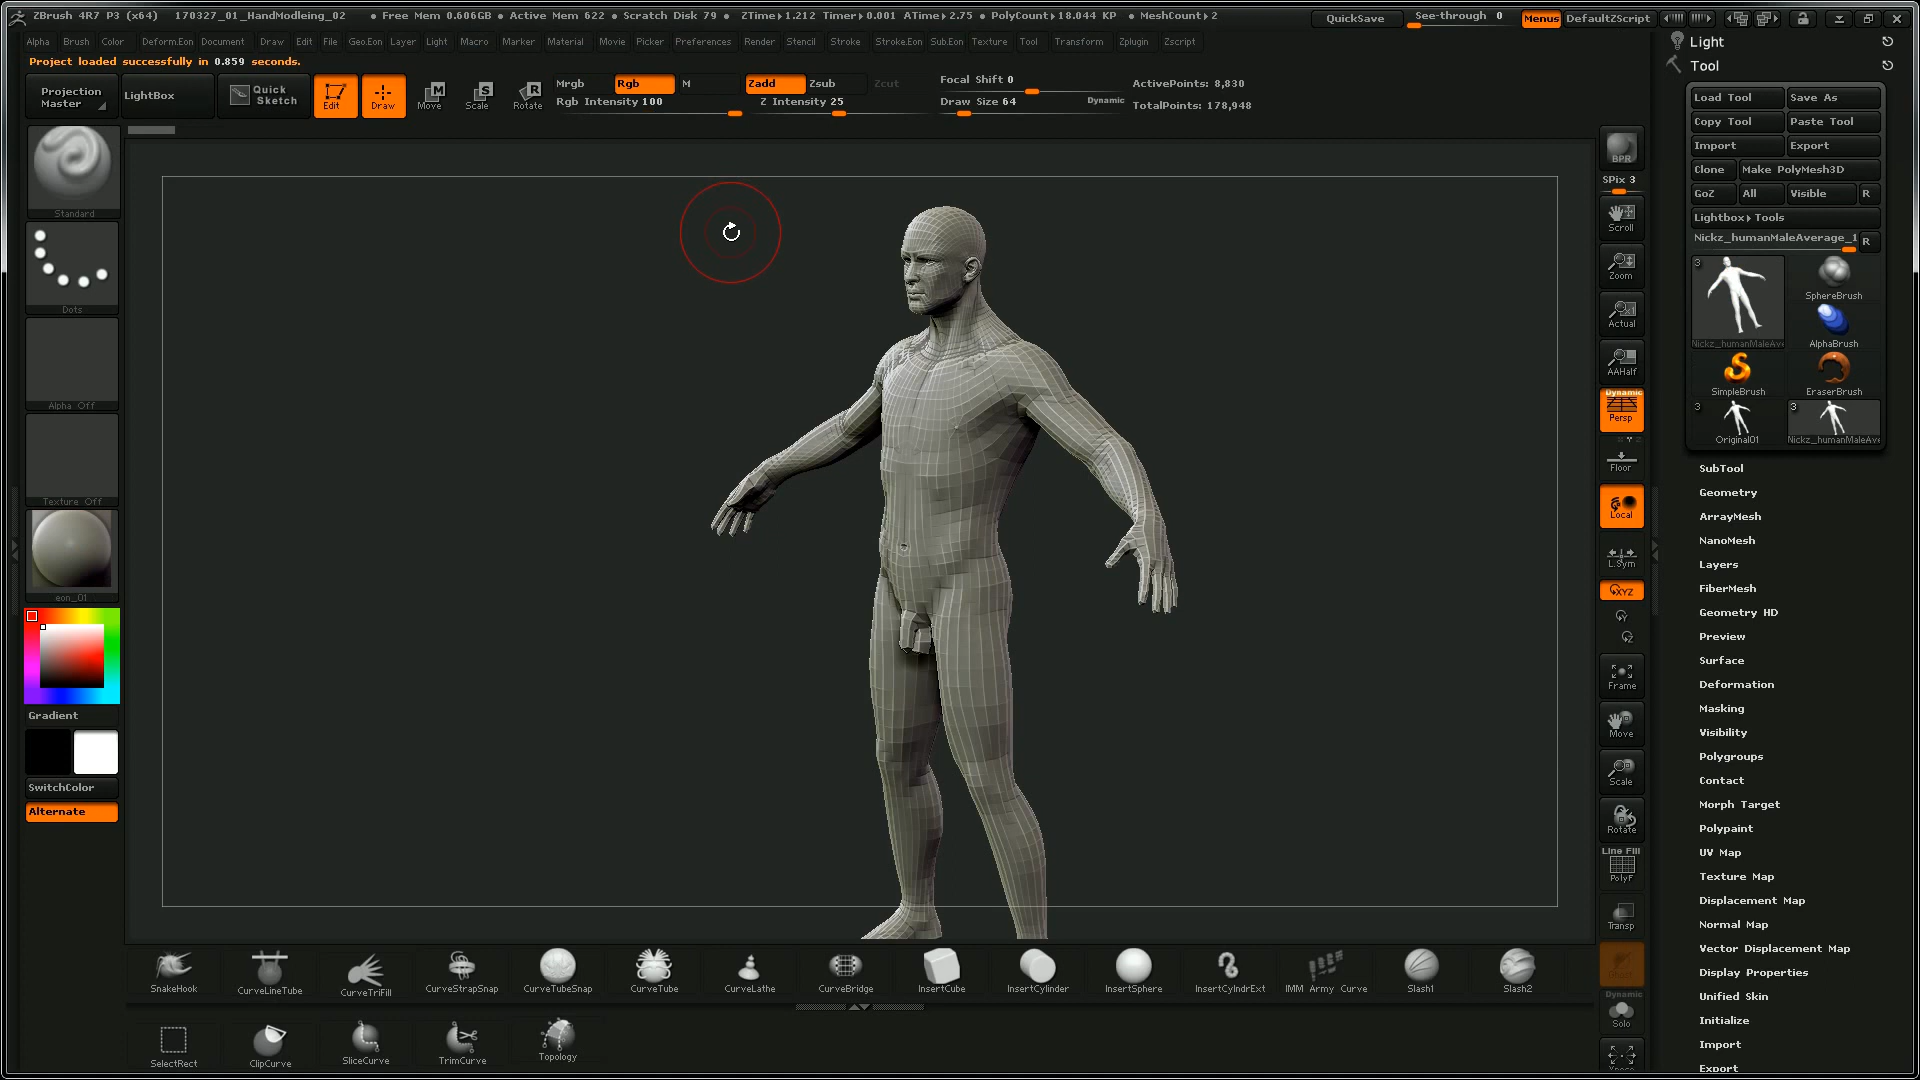 ZBrush 4R7 P3 (x64) 170327_01_HandModleing_02 ● Free Mem 0.606GB ● Active Mem 622 ● Scratch Disk 79 ● ZTime▸1.212 Timer▸0.001 ATime▸2.75 ● PolyCount▸18.044 KP ● MeshCount▸2 QuickSave See-through 0 Menus DefaultZScript
Alpha Brush Color Deform.Eon Document Draw Edit File Geo.Eon Layer Light Macro Marker Material Movie Picker Preferences Render Stencil Stroke Stroke.Eon Sub.Eon Texture Tool Transform Zplugin Zscript
Project loaded successfully in 0.859 seconds.
Projection Master
LightBox
Quick Sketch
Edit
Draw
Move
Scale
Rotate
Mrgb Rgb M
Rgb Intensity 100
Zadd Zsub Zcut
Z Intensity 25
Focal Shift 0
Draw Size 64 Dynamic
ActivePoints: 8,830
TotalPoints: 178,948
Standard
Dots
Alpha Off
Texture Off
eon_01
Gradient
SwitchColor
Alternate
BPR
SPix 3
Scroll
Zoom
Actual
AAHalf
Dynamic
Persp
Floor
Local
L.Sym
XYZ
Frame
Move
Scale
Rotate
Line Fill
PolyF
Transp
Dynamic
Solo
Light
Tool
Load Tool Save As
Copy Tool Paste Tool
Import Export
Clone Make PolyMesh3D
GoZ All Visible R
Lightbox▸Tools
Nickz_humanMaleAverage_1 R
3
Nickz_humanMaleAve
SphereBrush
AlphaBrush
SimpleBrush
EraserBrush
3
Original01
3
Nickz_humanMaleAve
SubTool
Geometry
ArrayMesh
NanoMesh
Layers
FiberMesh
Geometry HD
Preview
Surface
Deformation
Masking
Visibility
Polygroups
Contact
Morph Target
Polypaint
UV Map
Texture Map
Displacement Map
Normal Map
Vector Displacement Map
Display Properties
Unified Skin
Initialize
Import
Export
SnakeHook CurveLineTube CurveTriFill CurveStrapSnap CurveTubeSnap CurveTube CurveLathe CurveBridge InsertCube InsertCylinder InsertSphere InsertCylndrExt IMM Army Curve Slash1 Slash2
SelectRect ClipCurve SliceCurve TrimCurve Topology